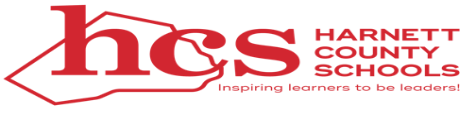 hcs
HARNETT
COUNTY
SCHOOLS
Inspiring learners to be leaders!